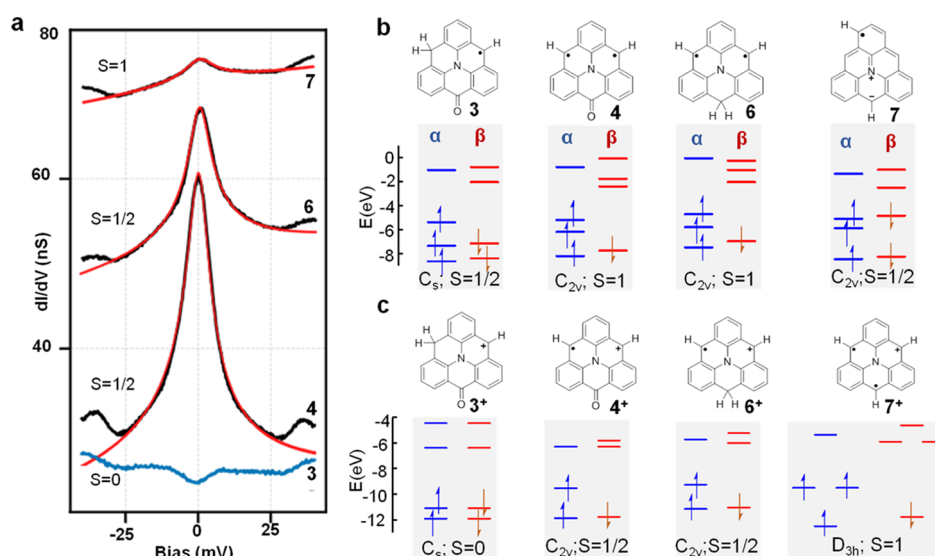 a
80
60
40
dI/dV (nS)
S=1
7
S=1/2
6
S=1/2
4
S=0
3
-25
0
25
Bias (mV)
b
H
H
H
N
O
3
H
H
N
O
4
H
H
N
H
H
6
H
N
+
−
H
7
α
β
α
β
α
β
α
β
E(eV)
0
-2
-4
-6
-8
Cs; S=1/2
C2v; S=1
C2v; S=1
C2v; S=1/2
c
H
H
+
H
N
O
3+
H
+
H
N
O
4+
H
+
H
N
H
H
6+
H
+
H
N
H
7+
E(eV)
-4
-6
-8
-10
-12
Cs; S=0
C2v; S=1/2
C2v; S=1/2
D3h; S=1